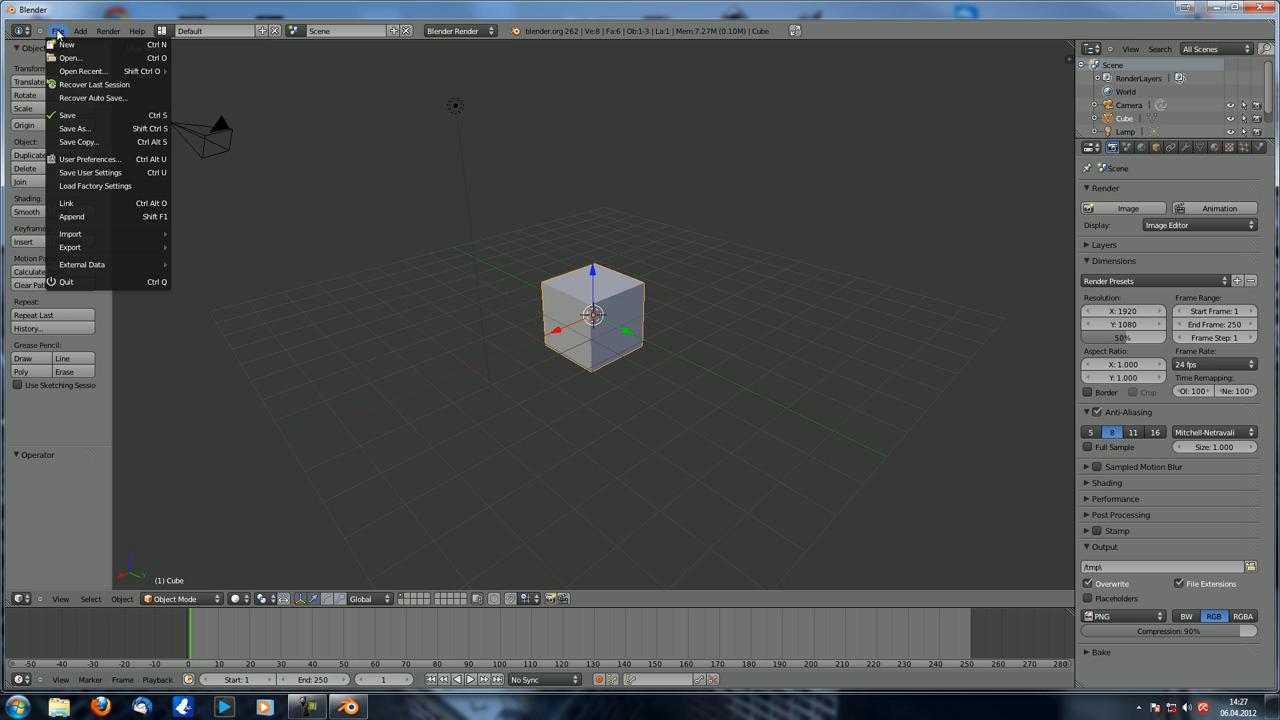 Blender
File Add Render Help Default Scene Blender Render blender.org 262 | Ve:8 | Fa:6 | Ob:1-3 | La:1 | Mem:7.27M (0.10M) | Cube
New Ctrl N
Open... Ctrl O
Open Recent... Shift Ctrl O
Recover Last Session
Recover Auto Save...
Save Ctrl S
Save As... Shift Ctrl S
Save Copy... Ctrl Alt S
User Preferences... Ctrl Alt U
Save User Settings Ctrl U
Load Factory Settings
Link Ctrl Alt O
Append Shift F1
Import
Export
External Data
Quit Ctrl Q
Translate
Rotate
Scale
Origin
Object:
Delete
Join
Shading:
Smooth
Insert
Repeat:
Repeat Last
History...
Grease Pencil:
Draw Line
Poly Erase
Use Sketching Sessio
Operator
(1) Cube
View Select Object Object Mode Global
-50 -40 -30 -20 -10 0 10 20 30 40 50 60 70 80 90 100 110 120 130 140 150 160 170 180 190 200 210 220 230 240 250 260 270 280
View Marker Frame Playback Start: 1 End: 250 1 No Sync
View Search All Scenes
Scene
RenderLayers
World
Camera
Cube
Lamp
Scene
Render
Image Animation
Display: Image Editor
Layers
Dimensions
Render Presets
Resolution: Frame Range:
X: 1920 Start Frame: 1
Y: 1080 End Frame: 250
50% Frame Step: 1
Aspect Ratio: Frame Rate:
X: 1.000 24 fps
Y: 1.000 Time Remapping:
Border Crop Ol: 100 Ne: 100
Anti-Aliasing
5 8 11 16 Mitchell-Netravali
Full Sample Size: 1.000
Sampled Motion Blur
Shading
Performance
Post Processing
Stamp
Output
/tmp\
Overwrite File Extensions
Placeholders
PNG BW RGB RGBA
Compression: 90%
Bake
14:27
06.04.2012